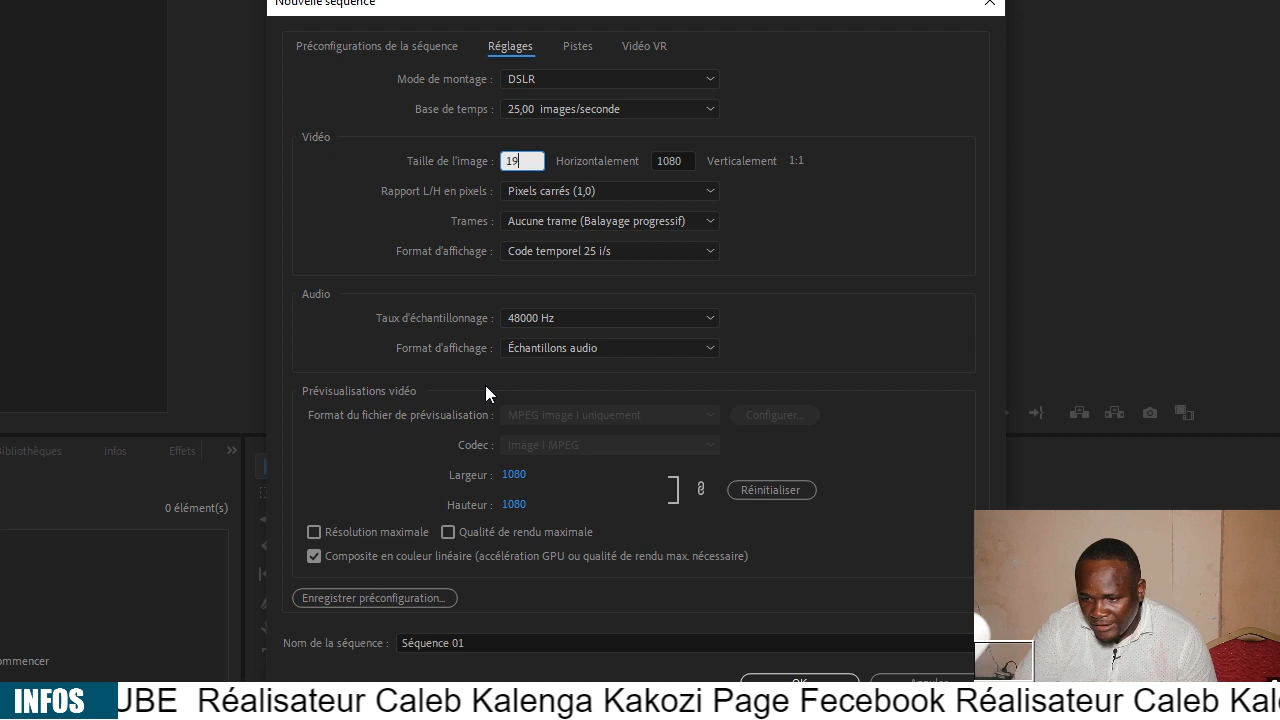 Nouvelle séquence
Préconfigurations de la séquence Réglages Pistes Vidéo VR
Mode de montage : DSLR
Base de temps : 25,00 images/seconde
Vidéo
Taille de l'image : 19 Horizontalement 1080 Verticalement 1:1
Rapport L/H en pixels : Pixels carrés (1,0)
Trames : Aucune trame (Balayage progressif)
Format d'affichage : Code temporel 25 i/s
Audio
Taux d'échantillonnage : 48000 Hz
Format d'affichage : Échantillons audio
Prévisualisations vidéo
Format du fichier de prévisualisation : MPEG image I uniquement Configurer...
Codec : Image I MPEG
Largeur : 1080
Hauteur : 1080
Réinitialiser
Résolution maximale Qualité de rendu maximale
Composite en couleur linéaire (accélération GPU ou qualité de rendu max. nécessaire)
Enregistrer préconfiguration...
Nom de la séquence : Séquence 01
OK Annuler
Bibliothèques Infos Effets
0 élément(s)
ommencer
INFOS UBE Réalisateur Caleb Kalenga Kakozi Page Fecebook Réalisateur Caleb Kale